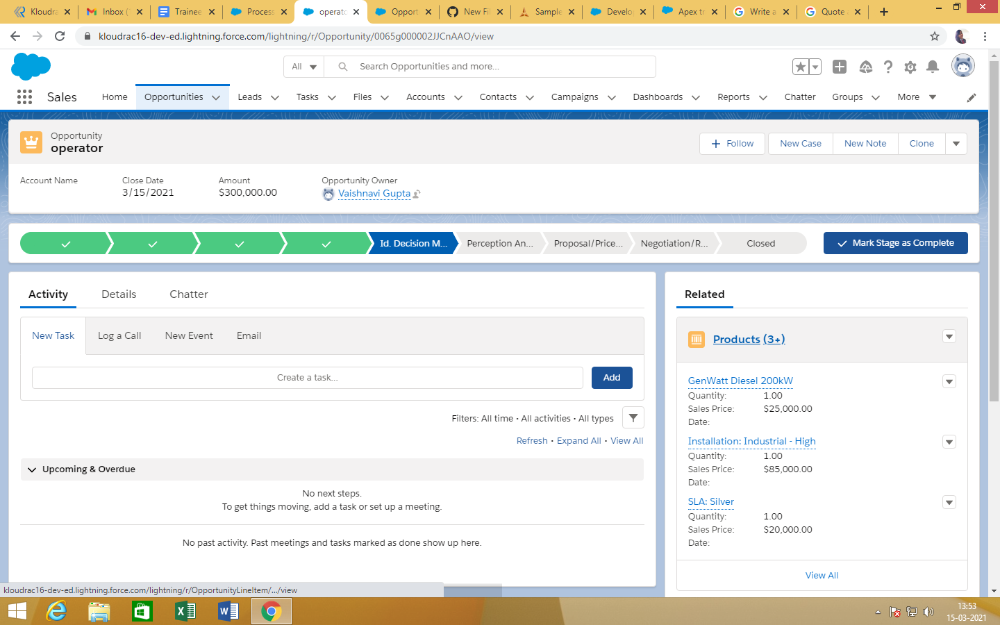 Kloudra
Inbox (
Trainee
Process
operato
Opport
New Fil
Sample
Develo
Apex tr
Write a
Quote
kloudrac16-dev-ed.lightning.force.com/lightning/r/Opportunity/0065g000002JJCnAAO/view
All
Search Opportunities and more...
Sales
Home
Opportunities
Leads
Tasks
Files
Accounts
Contacts
Campaigns
Dashboards
Reports
Chatter
Groups
More
Opportunity
operator
Follow
New Case
New Note
Clone
Account Name
Close Date
3/15/2021
Amount
$300,000.00
Opportunity Owner
Vaishnavi Gupta
Id. Decision M...
Perception An...
Proposal/Price...
Negotiation/R...
Closed
Mark Stage as Complete
Activity
Details
Chatter
New Task
Log a Call
New Event
Email
Create a task...
Add
Filters: All time • All activities • All types
Refresh • Expand All • View All
Upcoming & Overdue
No next steps.
To get things moving, add a task or set up a meeting.
No past activity. Past meetings and tasks marked as done show up here.
Related
Products (3+)
GenWatt Diesel 200kW
Quantity: 1.00
Sales Price: $25,000.00
Date:
Installation: Industrial - High
Quantity: 1.00
Sales Price: $85,000.00
Date:
SLA: Silver
Quantity: 1.00
Sales Price: $20,000.00
Date:
View All
kloudrac16-dev-ed.lightning.force.com/lightning/r/OpportunityLineItem/.../view
13:53
15-03-2021